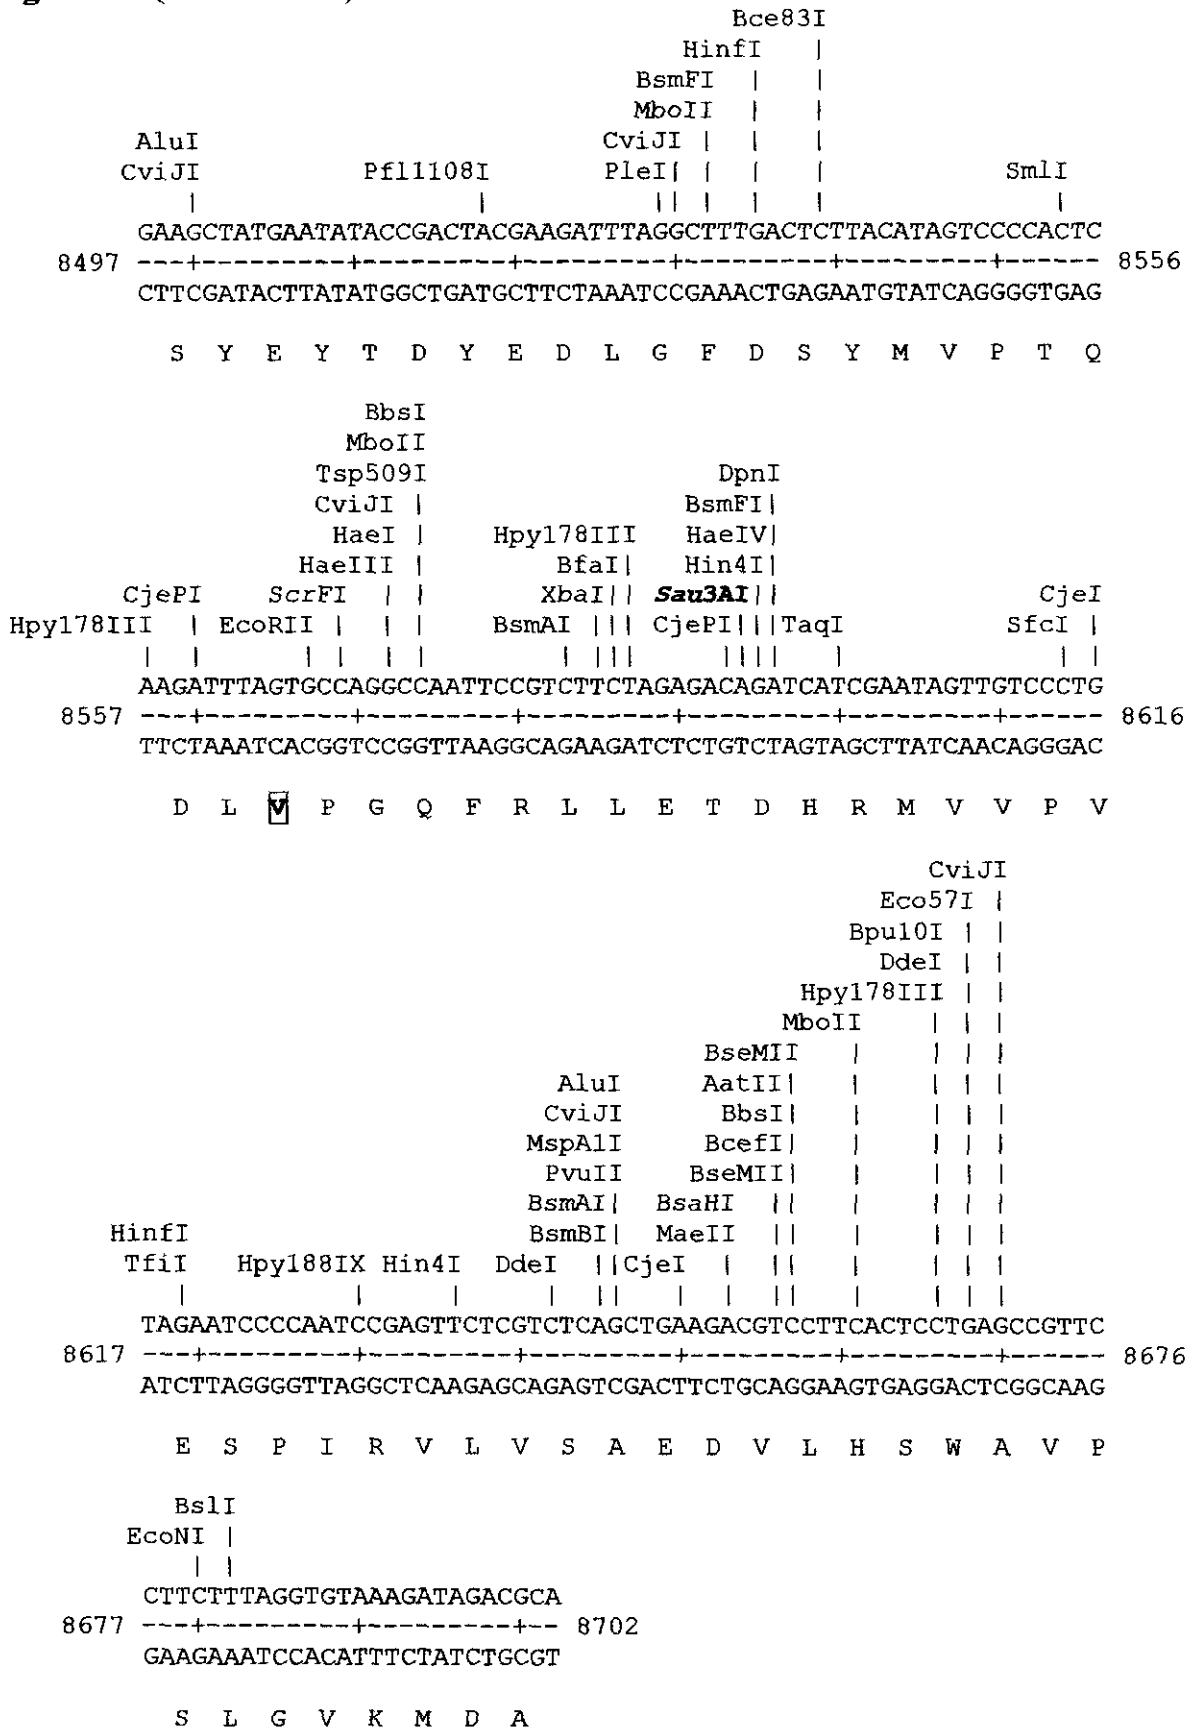 Bce83I
HinfI |
BsmFI | |
MboII | |
AluI CviJI | | |
CviJI Pfl1108I PleI| | | | SmlI
| | || | | | |
GAAGCTATGAATATACCGACTACGAAGATTTAGGCTTTGACTCTTACATAGTCCCCACTC
8497 ---+---------+---------+---------+---------+---------+------ 8556
CTTCGATACTTATATGGCTGATGCTTCTAAATCCGAAACTGAGAATGTATCAGGGGTGAG
S Y E Y T D Y E D L G F D S Y M V P T Q
BbsI
MboII
Tsp509I DpnI
CviJI | BsmFI|
HaeI | Hpy178III HaeIV|
HaeIII | BfaI| Hin4I|
CjePI ScrFI | | XbaI|| Sau3AI|| CjeI
Hpy178III | EcoRII | | | BsmAI ||| CjePI|||TaqI SfcI |
| | | | | | | ||| |||| | | |
AAGATTTAGTGCCAGGCCAATTCCGTCTTCTAGAGACAGATCATCGAATAGTTGTCCCTG
8557 ---+---------+---------+---------+---------+---------+------ 8616
TTCTAAATCACGGTCCGGTTAAGGCAGAAGATCTCTGTCTAGTAGCTTATCAACAGGGAC
D L V P G Q F R L L E T D H R M V V P V
CviJI
Eco57I |
Bpu10I | |
DdeI | |
Hpy178III | |
MboII | | |
BseMII | | | |
AluI AatII| | | | |
CviJI BbsI| | | | |
MspA1I BcefI| | | | |
PvuII BseMII| | | | |
BsmAI| BsaHI || | | | |
HinfI BsmBI| MaeII || | | | |
TfiI Hpy188IX Hin4I DdeI ||CjeI | || | | | |
| | | | || | | || | | | |
TAGAATCCCCAATCCGAGTTCTCGTCTCAGCTGAAGACGTCCTTCACTCCTGAGCCGTTC
8617 ---+---------+---------+---------+---------+---------+------ 8676
ATCTTAGGGGTTAGGCTCAAGAGCAGAGTCGACTTCTGCAGGAAGTGAGGACTCGGCAAG
E S P I R V L V S A E D V L H S W A V P
BslI
EcoNI |
| |
CTTCTTTAGGTGTAAAGATAGACGCA
8677 ---+---------+---------+-- 8702
GAAGAAATCCACATTTCTATCTGCGT
S L G V K M D A